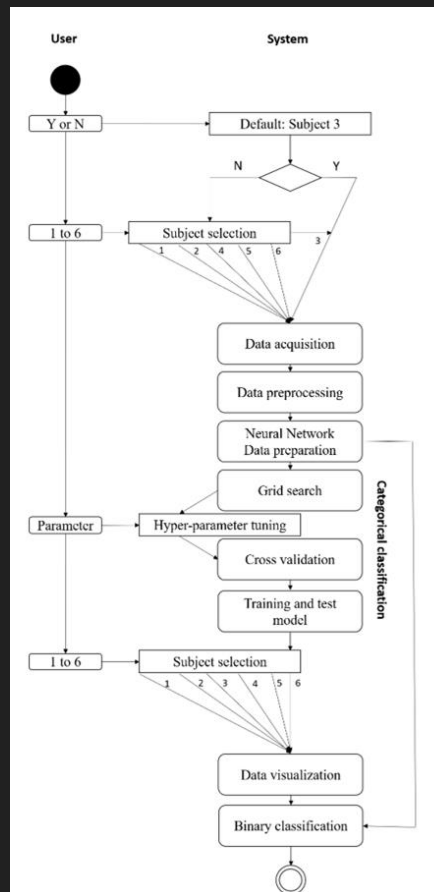 User System
Y or N Default: Subject 3
N Y
1 to 6 Subject selection
3
1 2 4 5 6
Data acquisition
Data preprocessing
Neural Network
Data preparation
Categorical classification
Grid search
Parameter Hyper-parameter tuning
Cross validation
Training and test
model
1 to 6 Subject selection
1 2 3 4 5 6
Data visualization
Binary classification